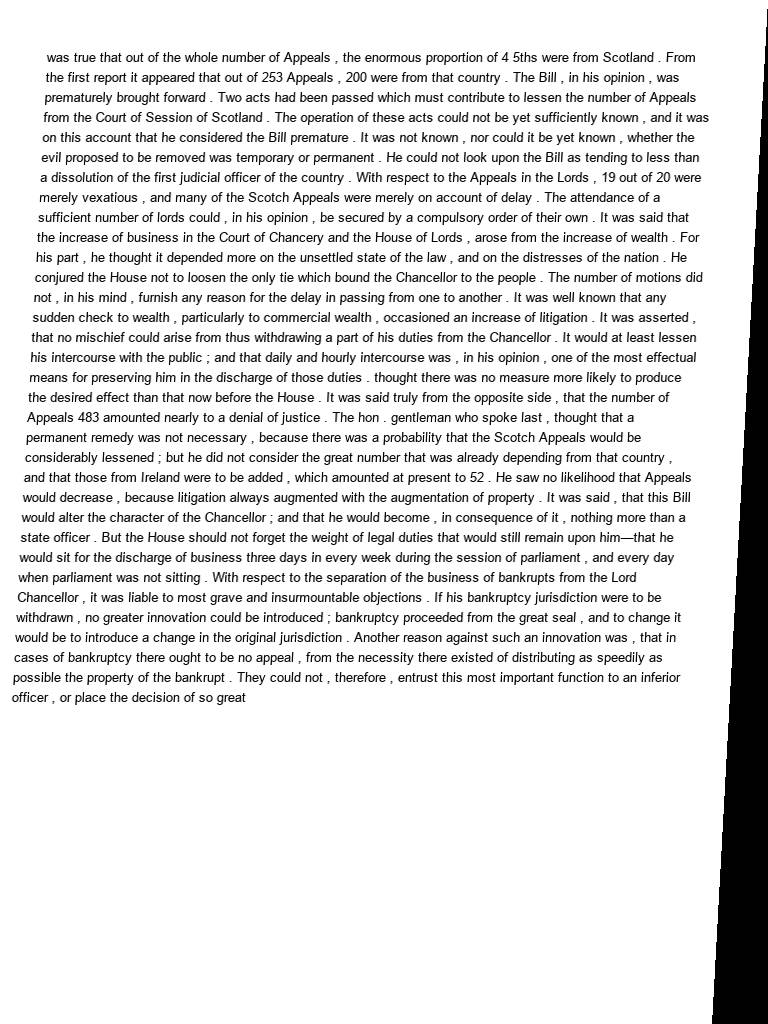 was true that out of the whole number of Appeals , the enormous proportion of 4 5ths were from Scotland . From
the first report it appeared that out of 253 Appeals , 200 were from that country . The Bill , in his opinion , was
prematurely brought forward . Two acts had been passed which must contribute to lessen the number of Appeals
from the Court of Session of Scotland . The operation of these acts could not be yet sufficiently known , and it was
on this account that he considered the Bill premature . It was not known , nor could it be yet known , whether the
evil proposed to be removed was temporary or permanent . He could not look upon the Bill as tending to less than
a dissolution of the first judicial officer of the country . With respect to the Appeals in the Lords , 19 out of 20 were
merely vexatious , and many of the Scotch Appeals were merely on account of delay . The attendance of a
sufficient number of lords could , in his opinion , be secured by a compulsory order of their own . It was said that
the increase of business in the Court of Chancery and the House of Lords , arose from the increase of wealth . For
his part , he thought it depended more on the unsettled state of the law , and on the distresses of the nation . He
conjured the House not to loosen the only tie which bound the Chancellor to the people . The number of motions did
not , in his mind , furnish any reason for the delay in passing from one to another . It was well known that any
sudden check to wealth , particularly to commercial wealth , occasioned an increase of litigation . It was asserted ,
that no mischief could arise from thus withdrawing a part of his duties from the Chancellor . It would at least lessen
his intercourse with the public ; and that daily and hourly intercourse was , in his opinion , one of the most effectual
means for preserving him in the discharge of those duties . thought there was no measure more likely to produce
the desired effect than that now before the House . It was said truly from the opposite side , that the number of
Appeals 483 amounted nearly to a denial of justice . The hon . gentleman who spoke last , thought that a
permanent remedy was not necessary , because there was a probability that the Scotch Appeals would be
considerably lessened ; but he did not consider the great number that was already depending from that country ,
and that those from Ireland were to be added , which amounted at present to 52 . He saw no likelihood that Appeals
would decrease , because litigation always augmented with the augmentation of property . It was said , that this Bill
would alter the character of the Chancellor ; and that he would become , in consequence of it , nothing more than a
state officer . But the House should not forget the weight of legal duties that would still remain upon him—that he
would sit for the discharge of business three days in every week during the session of parliament , and every day
when parliament was not sitting . With respect to the separation of the business of bankrupts from the Lord
Chancellor , it was liable to most grave and insurmountable objections . If his bankruptcy jurisdiction were to be
withdrawn , no greater innovation could be introduced ; bankruptcy proceeded from the great seal , and to change it
would be to introduce a change in the original jurisdiction . Another reason against such an innovation was , that in
cases of bankruptcy there ought to be no appeal , from the necessity there existed of distributing as speedily as
possible the property of the bankrupt . They could not , therefore , entrust this most important function to an inferior
officer , or place the decision of so great